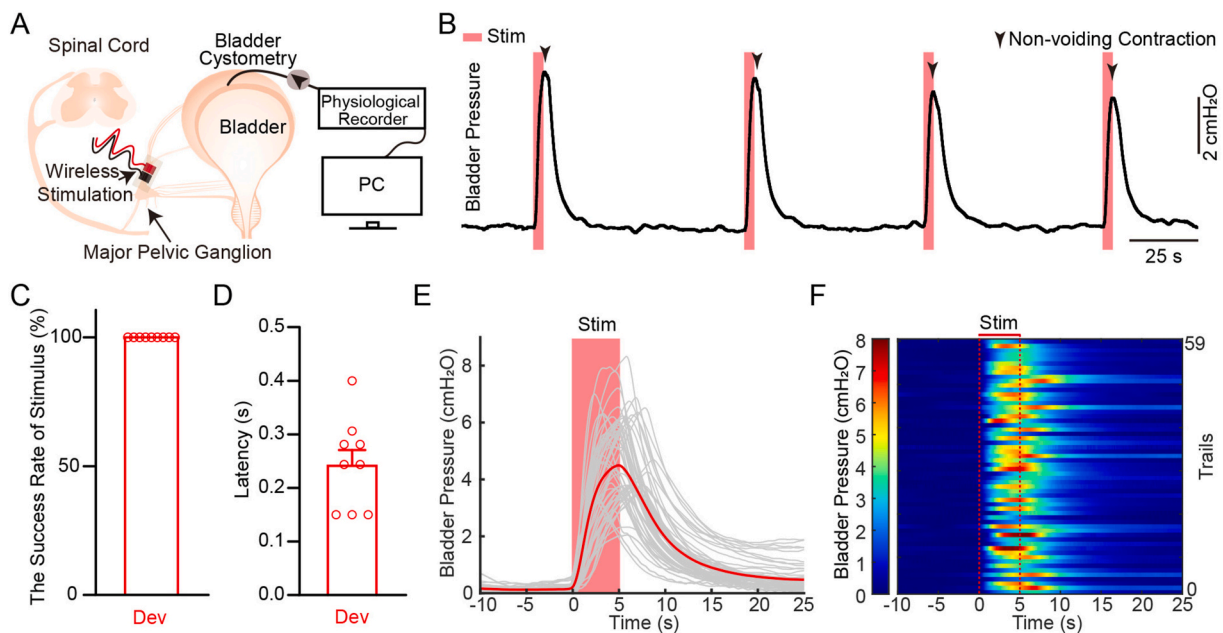 A
Spinal Cord
Bladder
Cystometry
Physiological
Recorder
Bladder
Wireless
Stimulation
PC
Major Pelvic Ganglion
B
Stim
Non-voiding Contraction
Bladder Pressure
2 cmH₂O
25 s
C
The Success Rate of Stimulus (%)
100
50
0
Dev
D
Latency (s)
0.5
0.4
0.3
0.2
0.1
0.0
Dev
E
Stim
Bladder Pressure (cmH₂O)
8
6
4
2
0
-10
-5
0
5
10
15
20
25
Time (s)
F
Stim
Bladder Pressure (cmH₂O)
8
7
6
5
4
3
2
1
0
59
Trails
0
-10
-5
0
5
10
15
20
25
Time (s)